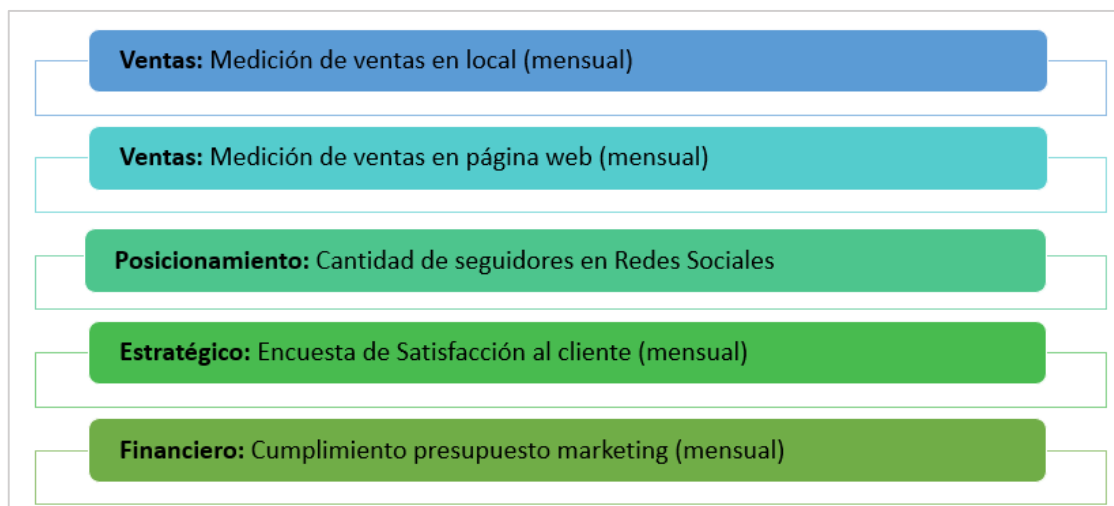 Ventas: Medición de ventas en local (mensual)
Ventas: Medición de ventas en página web (mensual)
Posicionamiento: Cantidad de seguidores en Redes Sociales
Estratégico: Encuesta de Satisfacción al cliente (mensual)
Financiero: Cumplimiento presupuesto marketing (mensual)